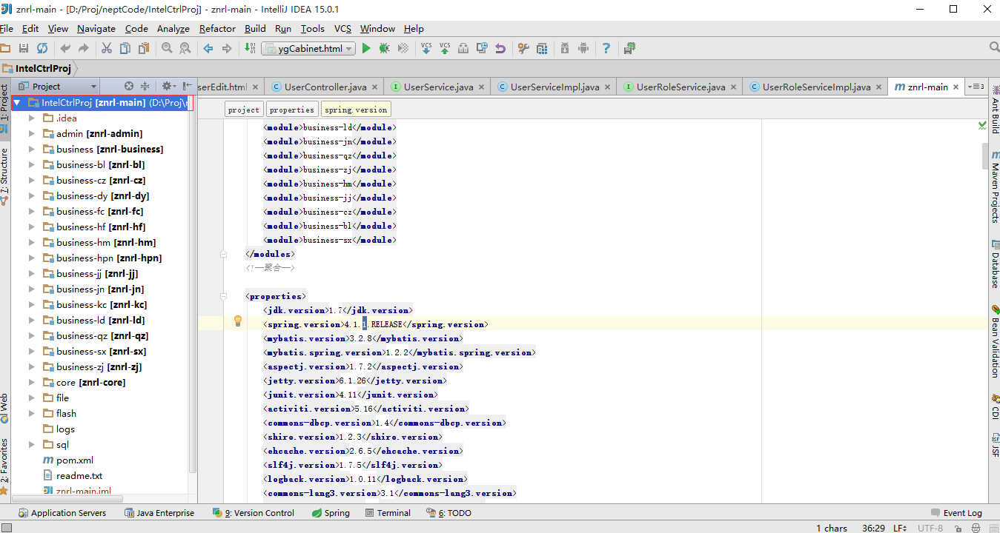 znrl-main - [D:/Proj/neptCode/IntelCtrlProj] - znrl-main - IntelliJ IDEA 15.0.1
File Edit View Navigate Code Analyze Refactor Build Run Tools VCS Window Help
ygCabinet.html
IntelCtrlProj
Project
serEdit.html UserController.java UserService.java UserServiceImpl.java UserRoleService.java UserRoleServiceImpl.java znrl-main
1: Project
7: Structure
Web
2: Favorites
IntelCtrlProj [znrl-main] (D:\Proj\
.idea
admin [znrl-admin]
business [znrl-business]
business-bl [znrl-bl]
business-cz [znrl-cz]
business-dy [znrl-dy]
business-fc [znrl-fc]
business-hf [znrl-hf]
business-hm [znrl-hm]
business-hpn [znrl-hpn]
business-jj [znrl-jj]
business-jn [znrl-jn]
business-kc [znrl-kc]
business-ld [znrl-ld]
business-qz [znrl-qz]
business-sx [znrl-sx]
business-zj [znrl-zj]
core [znrl-core]
file
flash
logs
sql
pom.xml
readme.txt
znrl-main.iml
project properties spring.version
<module>business-ld</module>
<module>business-jn</module>
<module>business-qz</module>
<module>business-zj</module>
<module>business-hm</module>
<module>business-jj</module>
<module>business-cz</module>
<module>business-bl</module>
<module>business-sx</module>
</modules>
<!--聚合-->
<properties>
<jdk.version>1.7</jdk.version>
<spring.version>4.1.1.RELEASE</spring.version>
<mybatis.version>3.2.8</mybatis.version>
<mybatis.spring.version>1.2.2</mybatis.spring.version>
<aspectj.version>1.7.2</aspectj.version>
<jetty.version>6.1.26</jetty.version>
<junit.version>4.11</junit.version>
<activiti.version>5.16</activiti.version>
<commons-dbcp.version>1.4</commons-dbcp.version>
<shiro.version>1.2.3</shiro.version>
<ehcache.version>2.6.5</ehcache.version>
<slf4j.version>1.7.5</slf4j.version>
<logback.version>1.0.11</logback.version>
<commons-lang3.version>3.1</commons-lang3.version>
Ant Build
Maven Projects
Database
Bean Validation
CDI
JSF
Application Servers Java Enterprise 9: Version Control Spring Terminal 6: TODO Event Log
1 chars 36:29 LF UTF-8